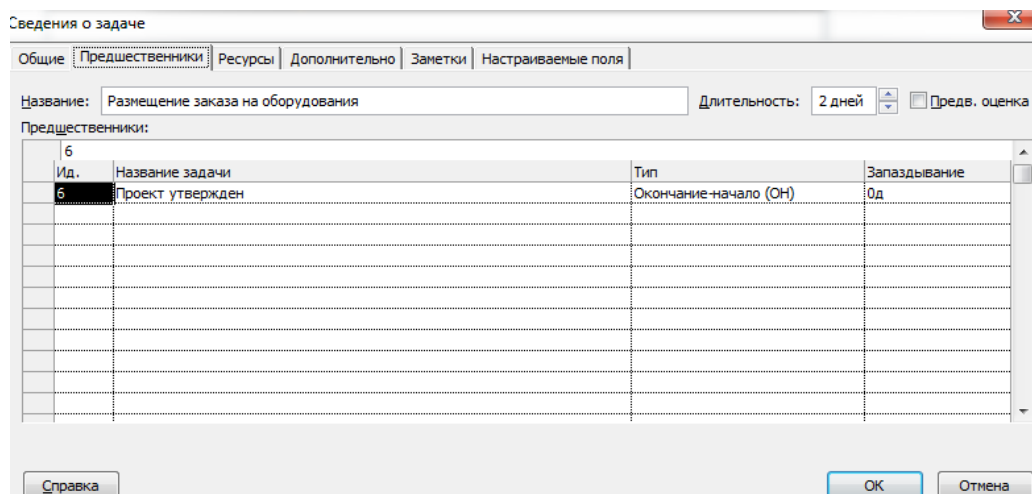 Сведения о задаче
Общие Предшественники Ресурсы Дополнительно Заметки Настраиваемые поля
Название: Размещение заказа на оборудования Длительность: 2 дней Предв. оценка
Предшественники:
6
Ид. Название задачи Тип Запаздывание
6 Проект утвержден Окончание-начало (ОН) 0д
Справка ОК Отмена